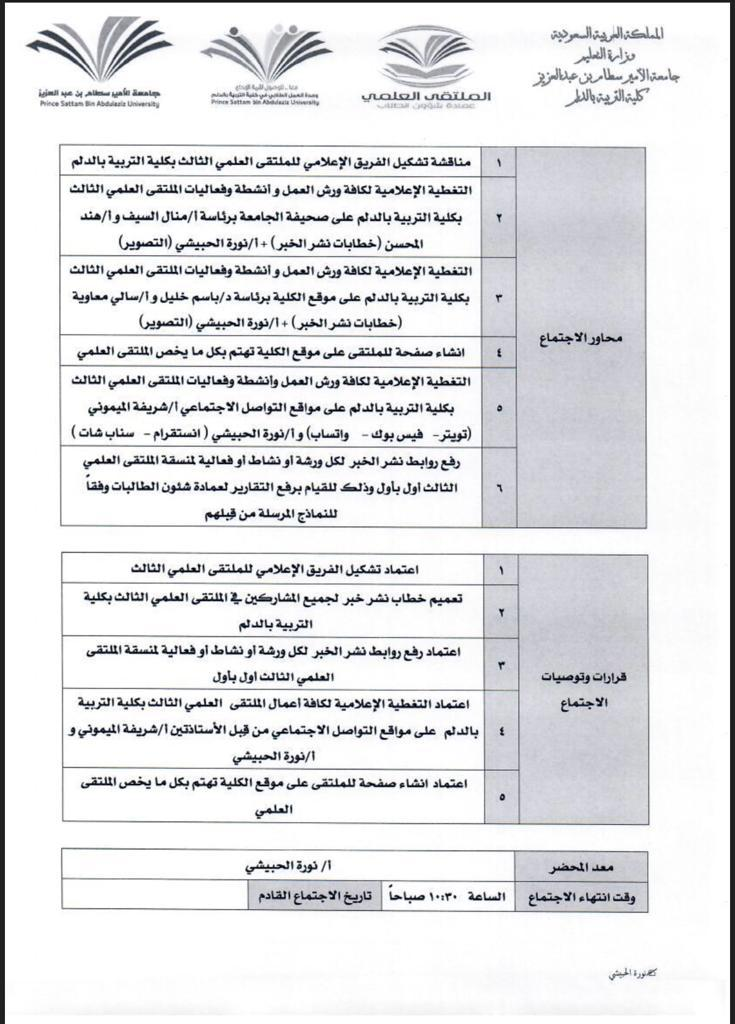 المملكة العربية السعودية
وزارة التعليم
جامعة الأمير سطام بن عبدالعزيز
كلية التربية بالدلم
الملتقى العلمي
عمادة شؤون الطلاب
وحدة العمل الطلابي في كلية التربية بالدلم
Prince Sattam Bin Abdulaziz University
جامعة الأمير سطام بن عبد العزيز
Prince Sattam Bin Abdulaziz University
محاور الاجتماع
١ مناقشة تشكيل الفريق الإعلامي للملتقى العلمي الثالث بكلية التربية بالدلم
٢ التغطية الإعلامية لكافة ورش العمل و أنشطة وفعاليات الملتقى العلمي الثالث
بكلية التربية بالدلم على صحيفة الجامعة برئاسة أ/منال السيف و أ/هند
المحسن (خطابات نشر الخبر) + أ/نورة الحبيشي (التصوير)
٣ التغطية الإعلامية لكافة ورش العمل و أنشطة وفعاليات الملتقى العلمي الثالث
بكلية التربية بالدلم على موقع الكلية برئاسة د/باسم خليل و أ/سالي معاوية
(خطابات نشر الخبر) + أ/نورة الحبيشي (التصوير)
٤ انشاء صفحة للملتقى على موقع الكلية تهتم بكل ما يخص الملتقى العلمي
٥ التغطية الإعلامية لكافة ورش العمل وأنشطة وفعاليات الملتقى العلمي الثالث
بكلية التربية بالدلم على مواقع التواصل الاجتماعي أ/شريفة الميموني
(تويتر- فيس بوك - واتساب) و أ/نورة الحبيشي ( انستقرام - سناب شات )
٦ رفع روابط نشر الخبر لكل ورشة أو نشاط أو فعالية لمنسقة الملتقى العلمي
الثالث أول بأول وذلك للقيام برفع التقارير لعمادة شئون الطالبات وفقاً
للنماذج المرسلة من قبلهم
قرارات وتوصيات
الاجتماع
١ اعتماد تشكيل الفريق الإعلامي للملتقى العلمي الثالث
٢ تعميم خطاب نشر خبر لجميع المشاركين في الملتقى العلمي الثالث بكلية
التربية بالدلم
٣ اعتماد رفع روابط نشر الخبر لكل ورشة أو نشاط أو فعالية لمنسقة الملتقى
العلمي الثالث أول بأول
٤ اعتماد التغطية الإعلامية لكافة أعمال الملتقى العلمي الثالث بكلية التربية
بالدلم على مواقع التواصل الاجتماعي من قبل الأستاذتين أ/شريفة الميموني و
أ/نورة الحبيشي
٥ اعتماد انشاء صفحة للملتقى على موقع الكلية تهتم بكل ما يخص الملتقى
العلمي
معد المحضر أ/ نورة الحبيشي
وقت انتهاء الاجتماع الساعة ١٠:٣٠ صباحاً تاريخ الاجتماع القادم
نورة الحبيشي